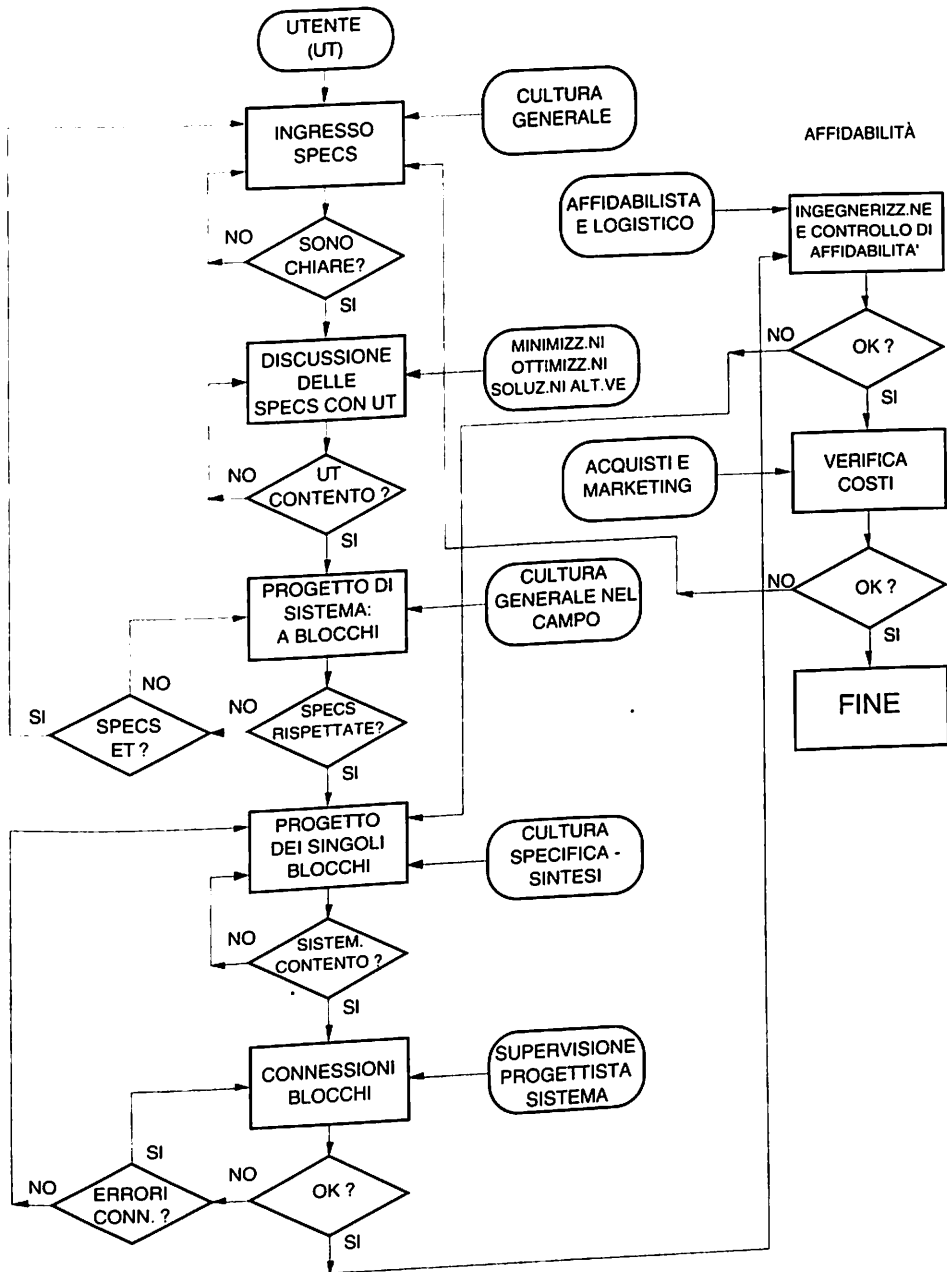 UTENTE
(UT)
INGRESSO
SPECS
CULTURA
GENERALE
NO
SONO
CHIARE?
SI
DISCUSSIONE
DELLE
SPECS CON UT
MINIMIZZ.NI
OTTIMIZZ.NI
SOLUZ.NI ALT.VE
NO
UT
CONTENTO ?
SI
PROGETTO DI
SISTEMA:
A BLOCCHI
CULTURA
GENERALE NEL
CAMPO
NO
SI
SPECS
ET ?
NO
SPECS
RISPETTATE?
SI
PROGETTO
DEI SINGOLI
BLOCCHI
CULTURA
SPECIFICA -
SINTESI
NO
SISTEM.
CONTENTO ?
SI
CONNESSIONI
BLOCCHI
SUPERVISIONE
PROGETTISTA
SISTEMA
SI
NO
ERRORI
CONN. ?
NO
OK ?
SI
AFFIDABILITÀ
AFFIDABILISTA
E LOGISTICO
INGEGNERIZZ.NE
E CONTROLLO DI
AFFIDABILITA'
NO
OK ?
SI
ACQUISTI E
MARKETING
VERIFICA
COSTI
NO
OK ?
SI
FINE